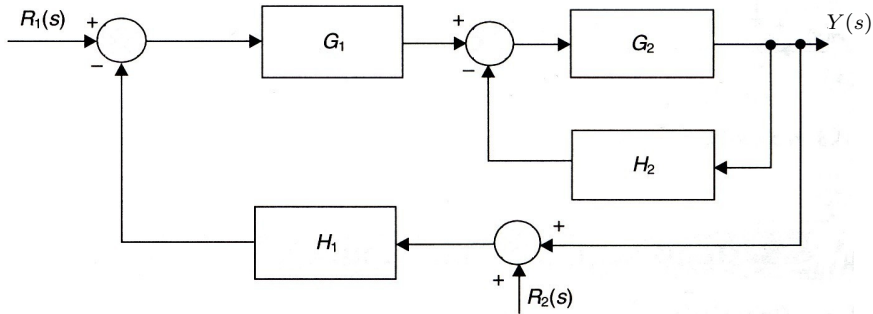 R₁(s)
+
−
G₁
+
−
G₂
Y(s)
H₂
H₁
+
+
R₂(s)